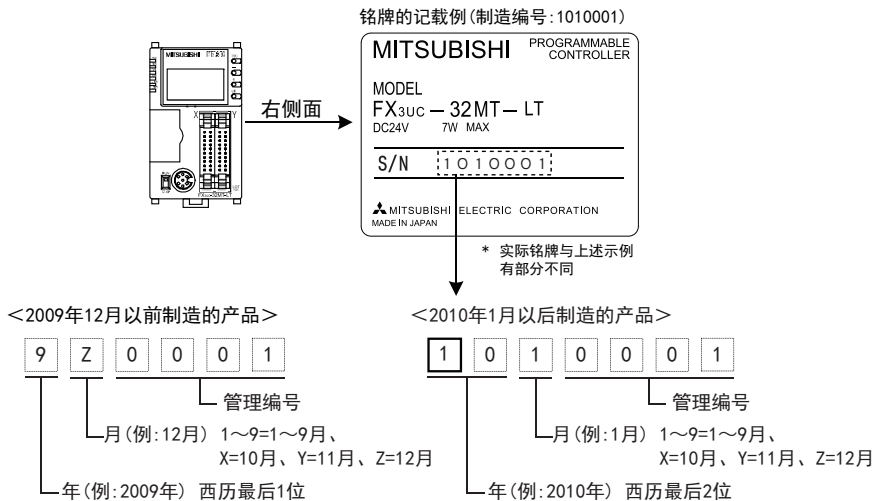 铭牌的记载例(制造编号:1010001)
MITSUBISHI
PROGRAMMABLE
CONTROLLER
MODEL
FX3UC－32MT－LT
DC24V 7W MAX
S/N 1010001
MITSUBISHI ELECTRIC CORPORATION
MADE IN JAPAN
MITSUBISHI
X Y
FX3UC-32MT-LT
右侧面
* 实际铭牌与上述示例
有部分不同
＜2009年12月以前制造的产品＞
9 Z 0 0 0 1
管理编号
月(例:12月) 1～9=1～9月、
X=10月、Y=11月、Z=12月
年(例:2009年) 西历最后1位
＜2010年1月以后制造的产品＞
1 0 1 0 0 0 1
管理编号
月(例:1月) 1～9=1～9月、
X=10月、Y=11月、Z=12月
年(例:2010年) 西历最后2位